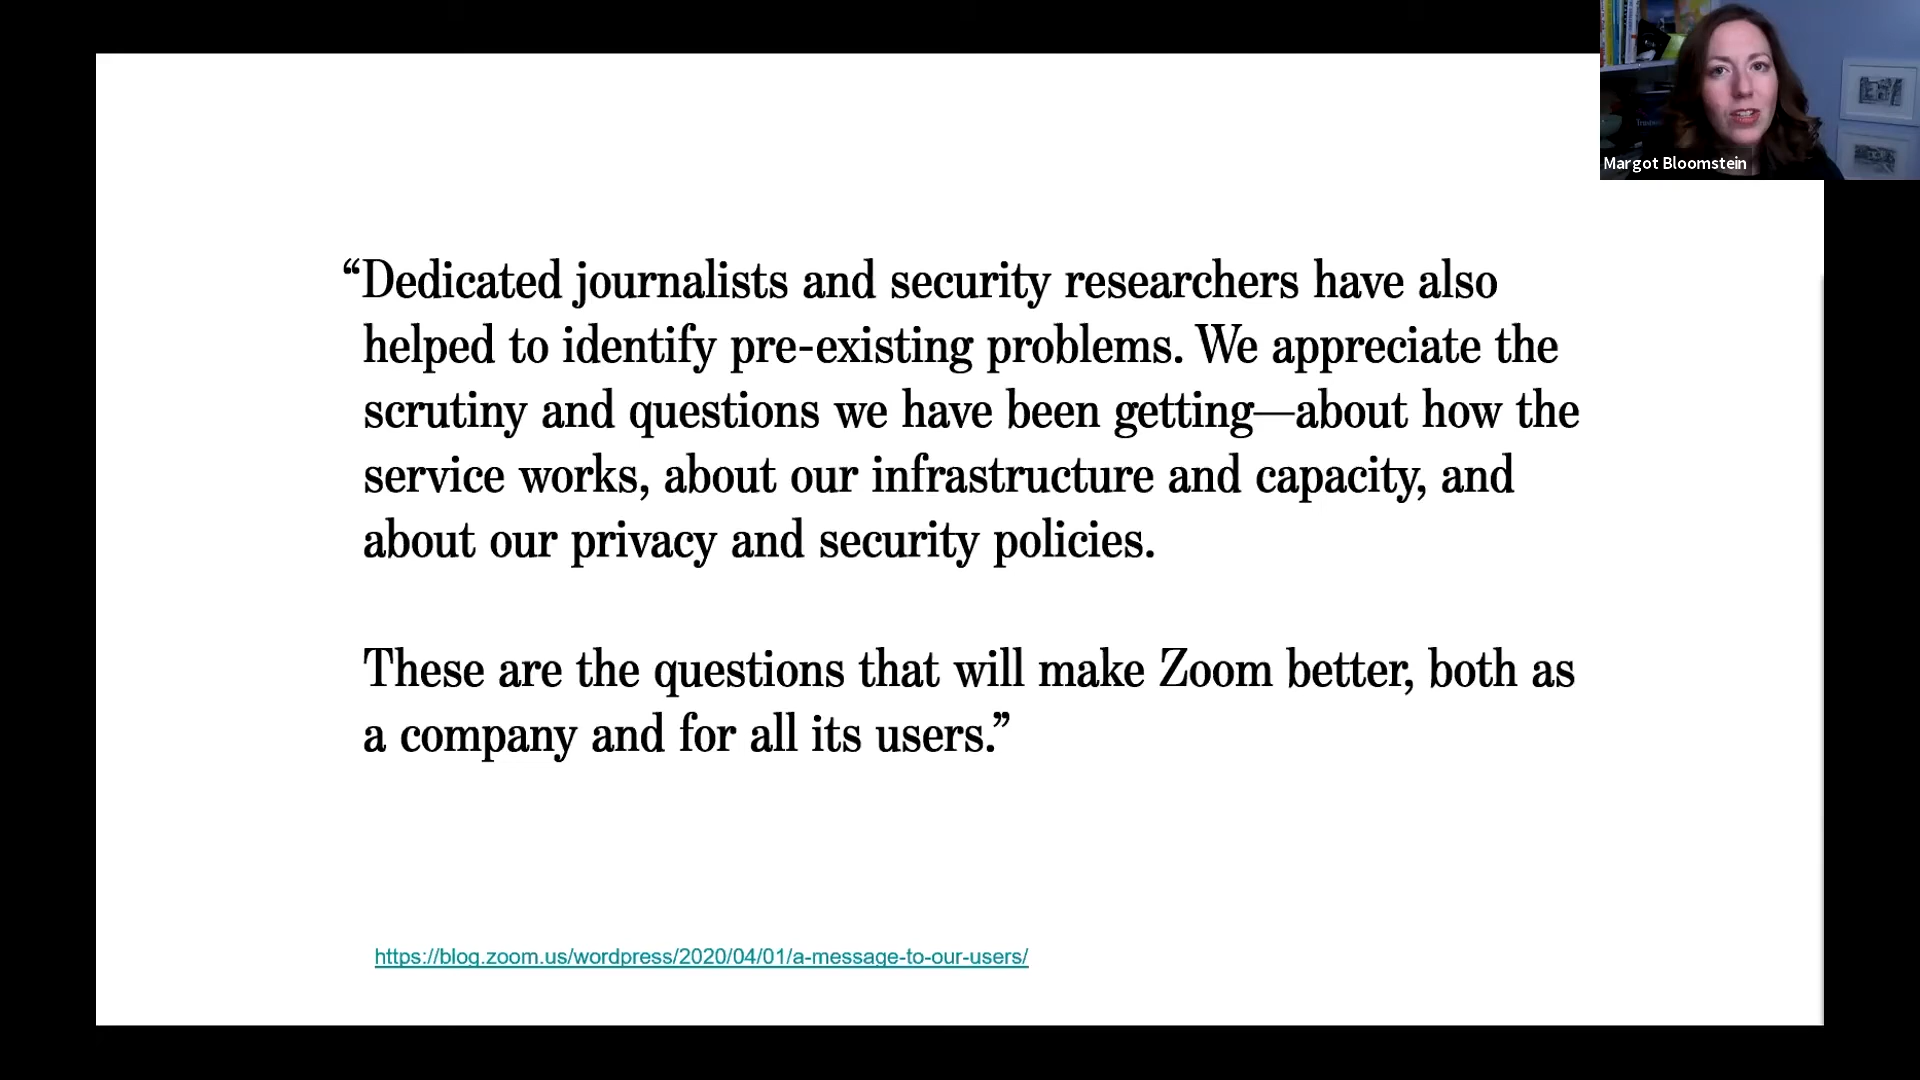 Margot Bloomstein
“Dedicated journalists and security researchers have also
helped to identify pre-existing problems. We appreciate the
scrutiny and questions we have been getting—about how the
service works, about our infrastructure and capacity, and
about our privacy and security policies.
These are the questions that will make Zoom better, both as
a company and for all its users.”
https://blog.zoom.us/wordpress/2020/04/01/a-message-to-our-users/